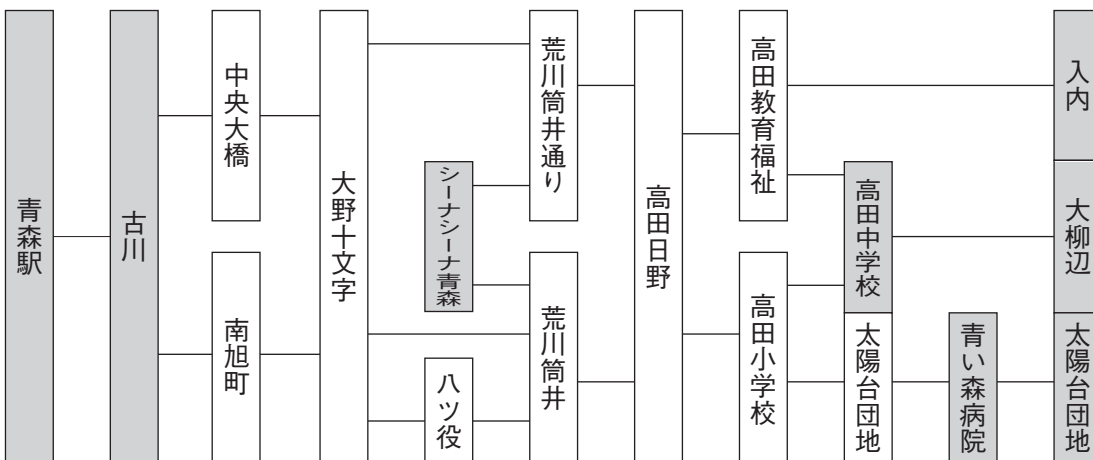 青森駅
古川
中央大橋
南旭町
大野十文字
シーナシーナ青森
八ツ役
荒川筒井通り
荒川筒井
高田日野
高田教育福祉
高田小学校
高田中学校
太陽台団地
青い森病院
入内
大柳辺
太陽台団地